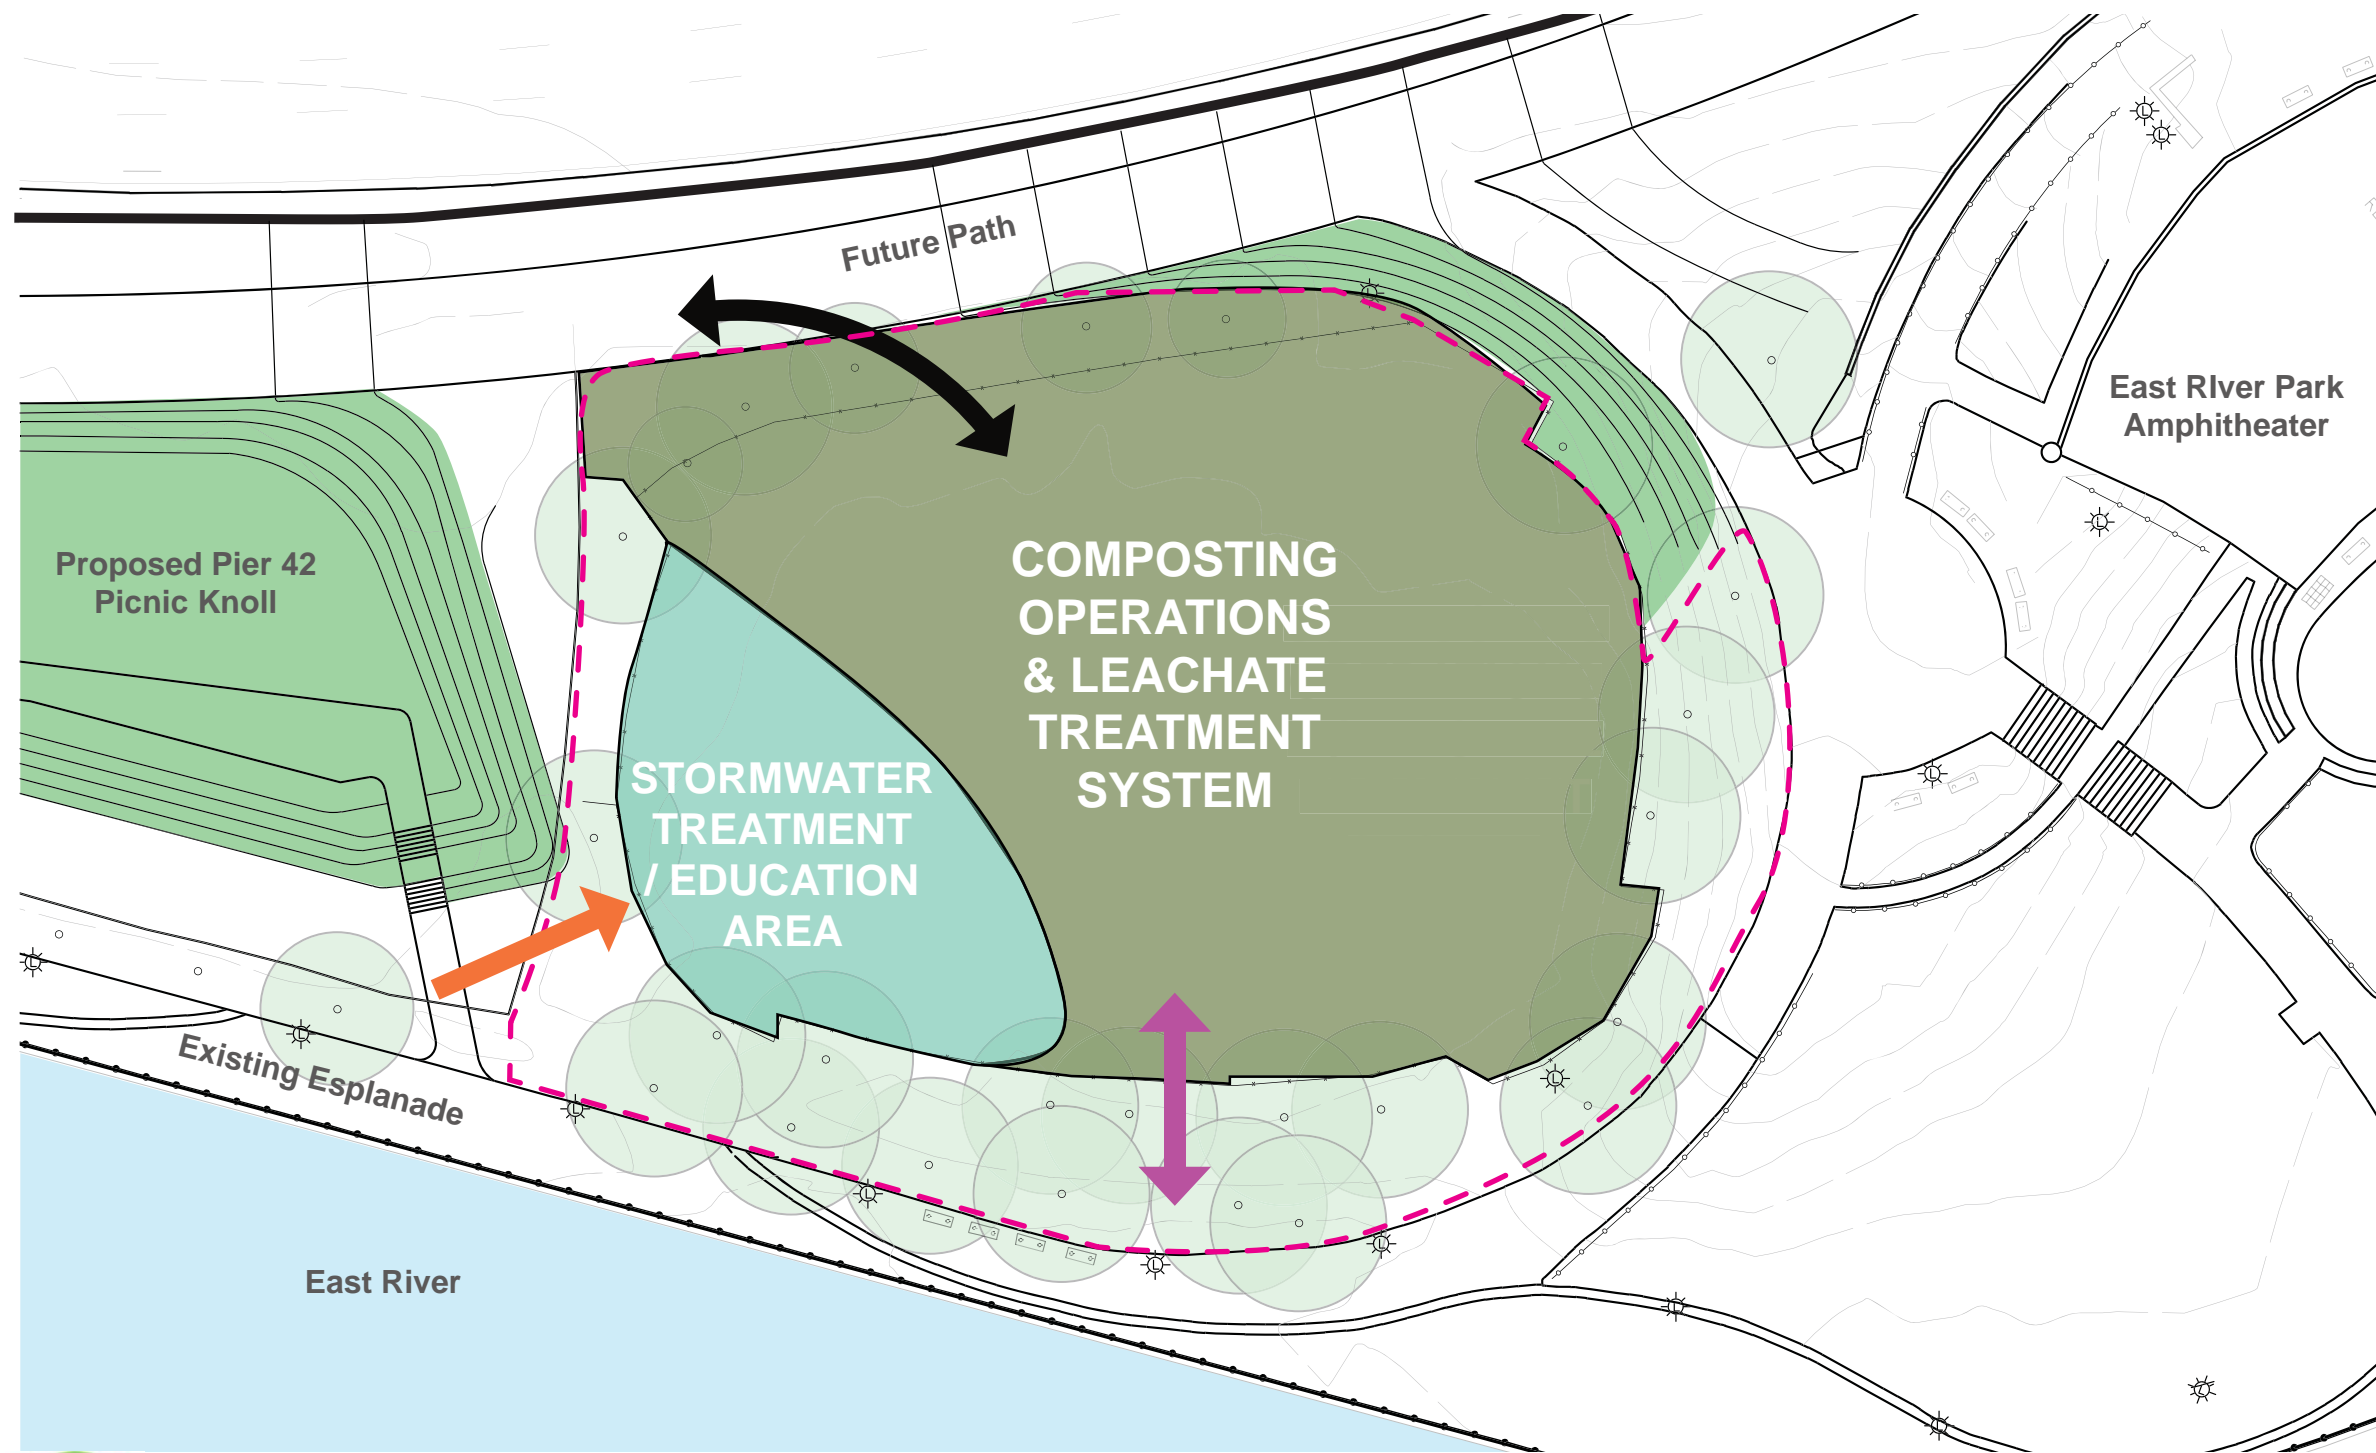 Future Path
East RIver Park
Amphitheater
Proposed Pier 42
Picnic Knoll
COMPOSTING
OPERATIONS
& LEACHATE
TREATMENT
SYSTEM
STORMWATER
TREATMENT
/ EDUCATION
AREA
Existing Esplanade
East River
L
L
L
L
L
L
L
L
L
L
L
L
L
L